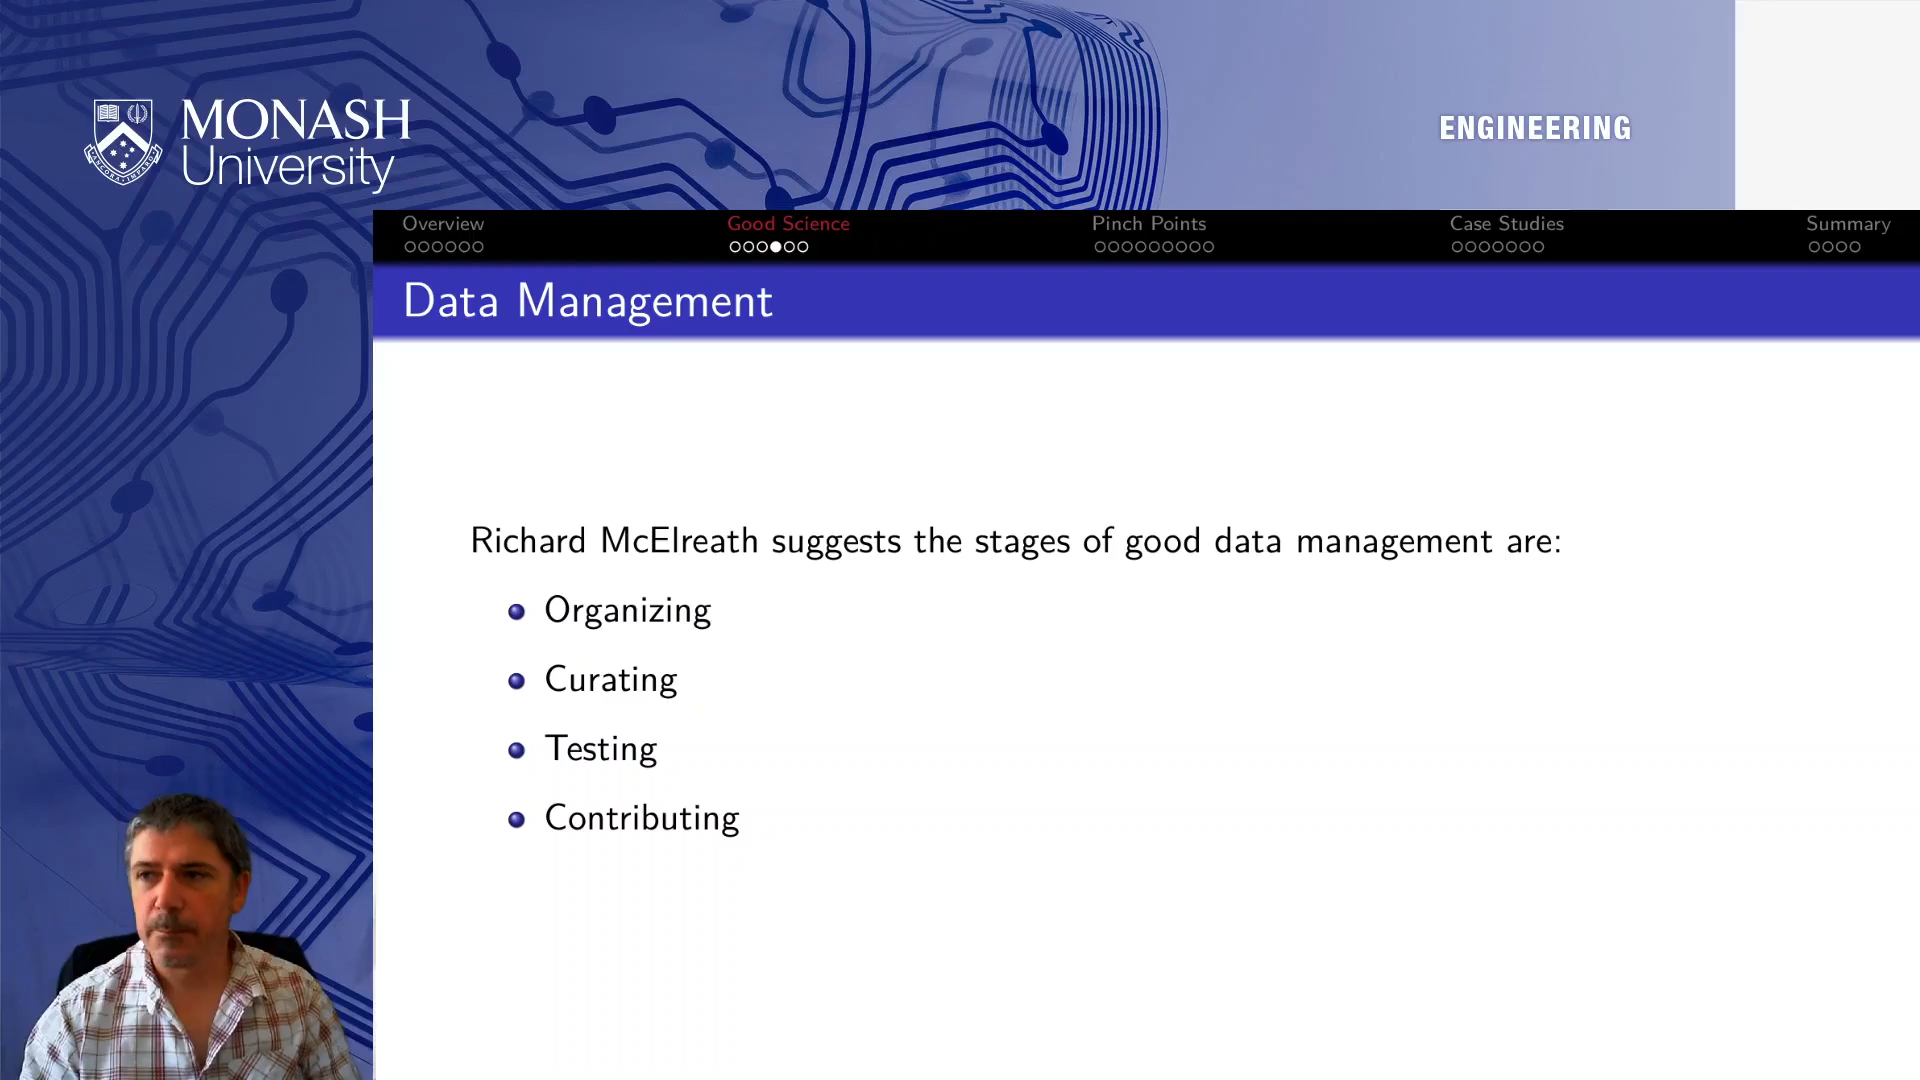 MONASH
University
ENGINEERING
Overview
Good Science
Pinch Points
Case Studies
Summary
Data Management
Richard McElreath suggests the stages of good data management are:
Organizing
Curating
Testing
Contributing